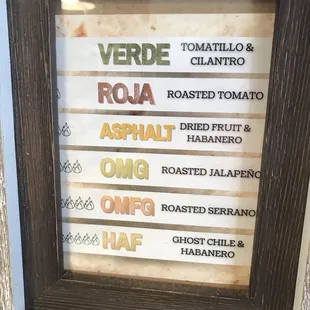 VERDE TOMATILLO &
CILANTRO
ROJA ROASTED TOMATO
ASPHALT DRIED FRUIT &
HABANERO
OMG ROASTED JALAPEÑO
OMFG ROASTED SERRANO
HAF GHOST CHILE &
HABANERO